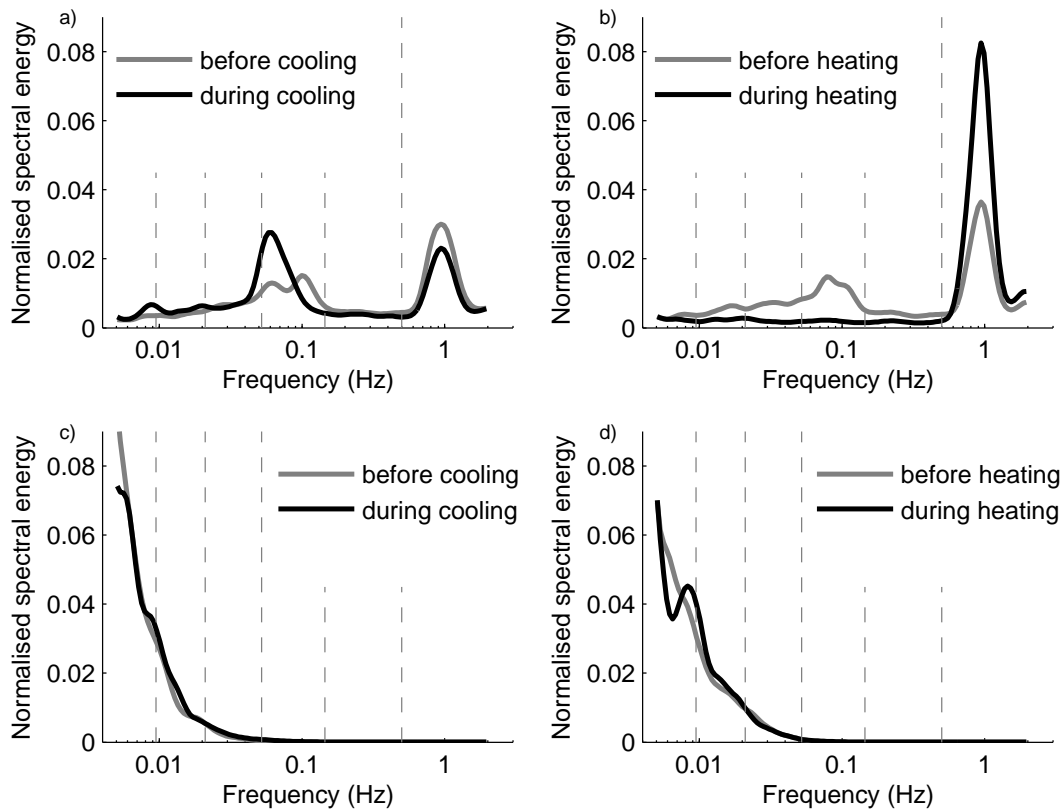 a)
before cooling
during cooling
Normalised spectral energy
0.08
0.06
0.04
0.02
0
0.01
0.1
1
Frequency (Hz)
b)
before heating
during heating
Normalised spectral energy
0.08
0.06
0.04
0.02
0
0.01
0.1
1
Frequency (Hz)
c)
before cooling
during cooling
Normalised spectral energy
0.08
0.06
0.04
0.02
0
0.01
0.1
1
Frequency (Hz)
d)
before heating
during heating
Normalised spectral energy
0.08
0.06
0.04
0.02
0
0.01
0.1
1
Frequency (Hz)